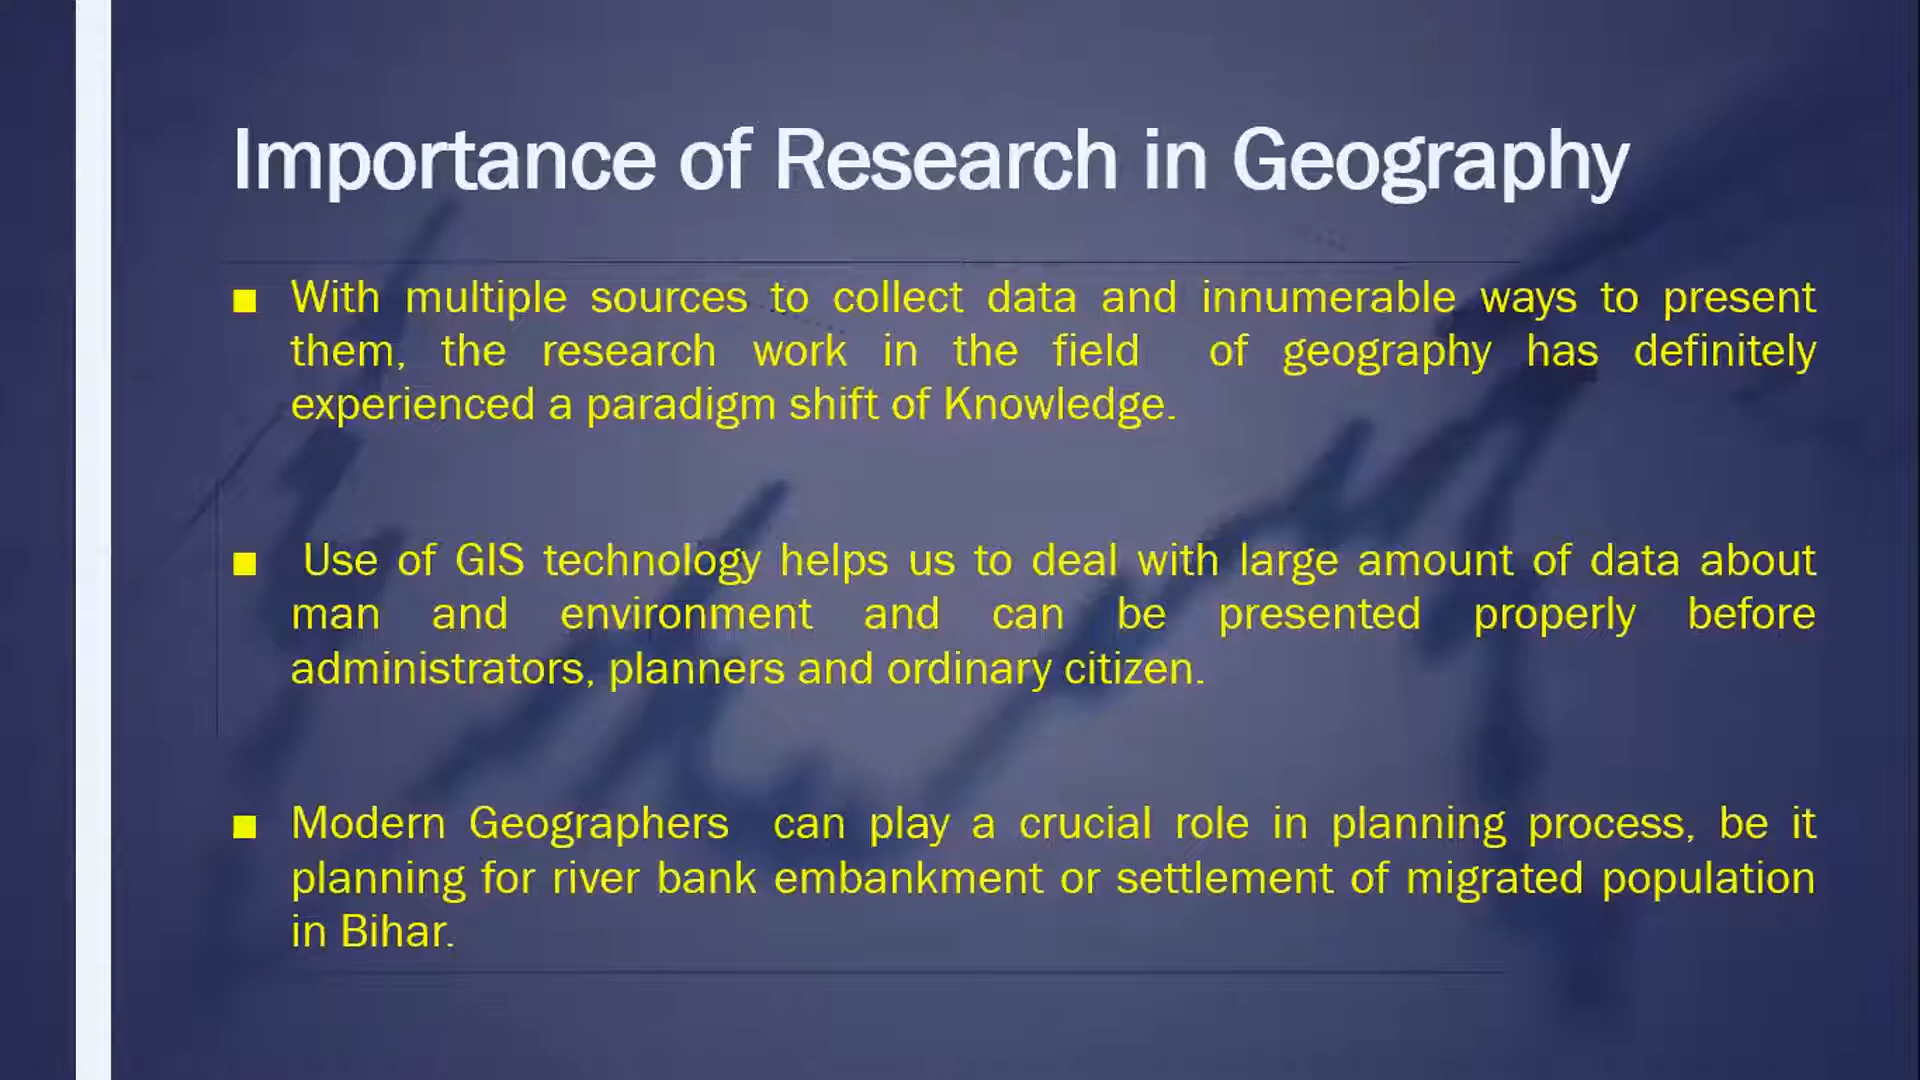 Importance of Research in Geography
■ With multiple sources to collect data and innumerable ways to present
them, the research work in the field of geography has definitely
experienced a paradigm shift of Knowledge.
■ Use of GIS technology helps us to deal with large amount of data about
man and environment and can be presented properly before
administrators, planners and ordinary citizen.
■ Modern Geographers can play a crucial role in planning process, be it
planning for river bank embankment or settlement of migrated population
in Bihar.